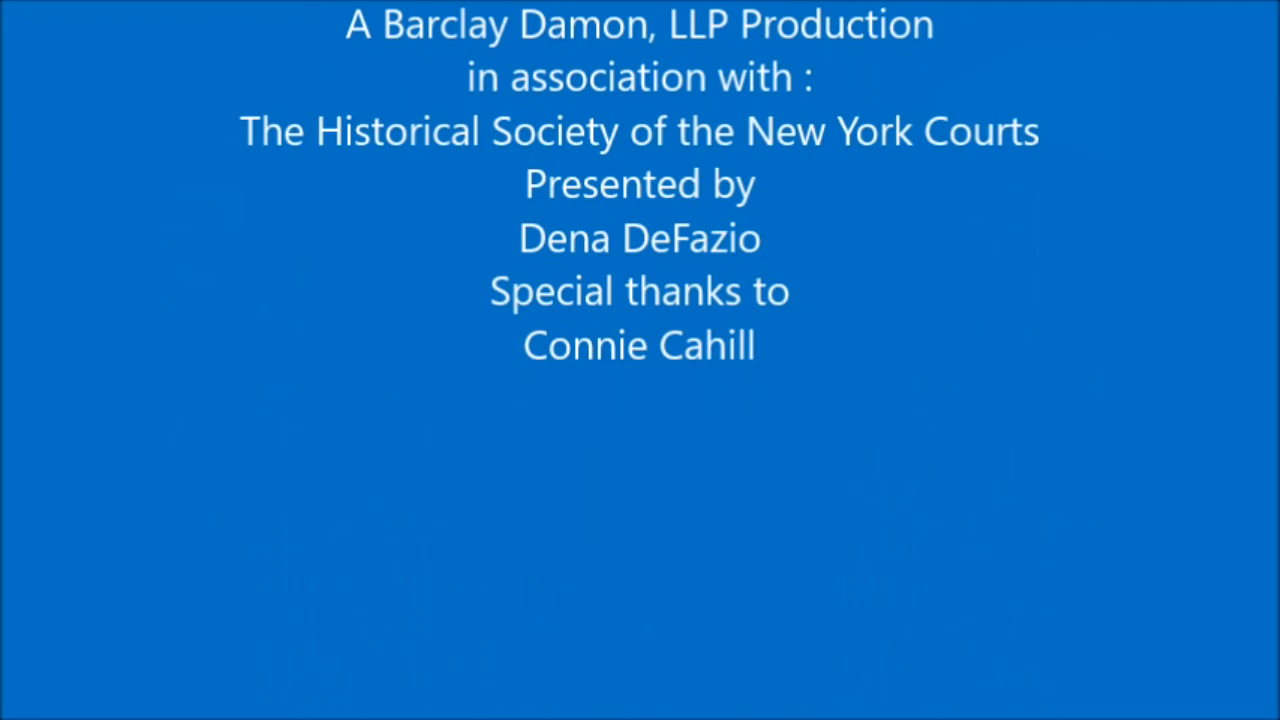 A Barclay Damon, LLP Production
in association with :
The Historical Society of the New York Courts
Presented by
Dena DeFazio
Special thanks to
Connie Cahill